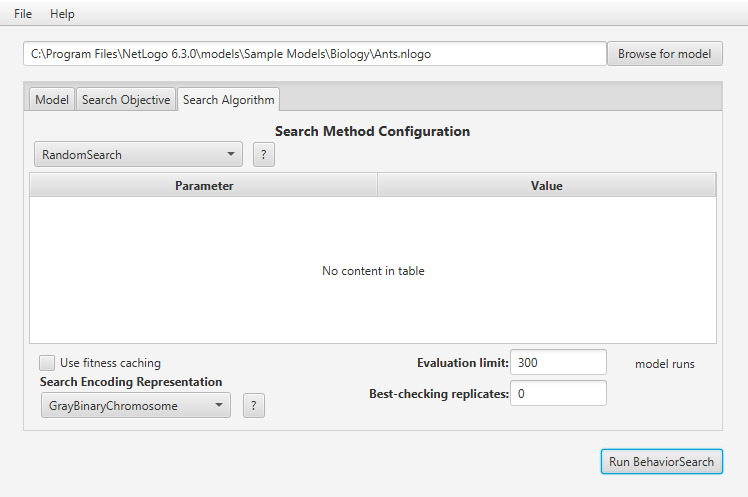 File Help
C:\Program Files\NetLogo 6.3.0\models\Sample Models\Biology\Ants.nlogo Browse for model
Model Search Objective Search Algorithm
Search Method Configuration
RandomSearch ?
Parameter Value
No content in table
Use fitness caching Evaluation limit: 300 model runs
Search Encoding Representation
Best-checking replicates: 0
GrayBinaryChromosome ?
Run BehaviorSearch